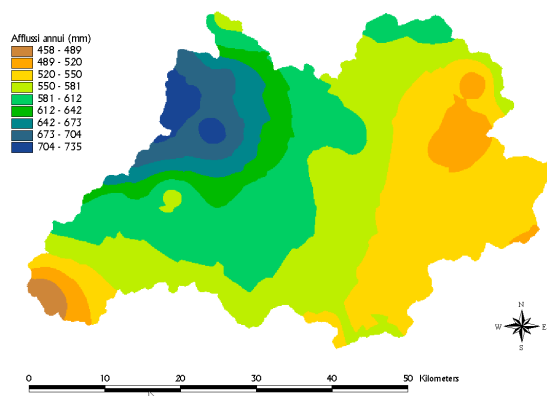 Afflussi annui (mm)
458 - 489
489 - 520
520 - 550
550 - 581
581 - 612
612 - 642
642 - 673
673 - 704
704 - 735
N
W E
S
0 10 20 30 40 50 Kilometers